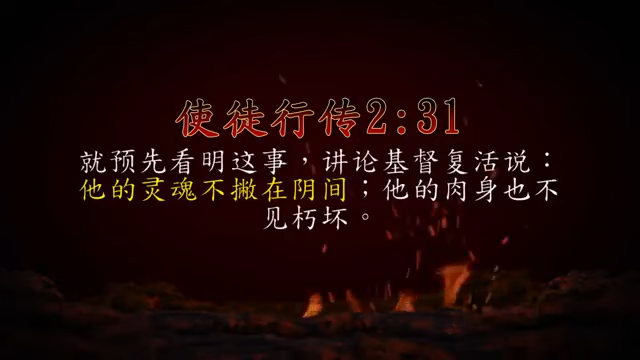 使徒行传2:31
就预先看明这事，讲论基督复活说：
他的灵魂不撇在阴间；他的肉身也不
见朽坏。